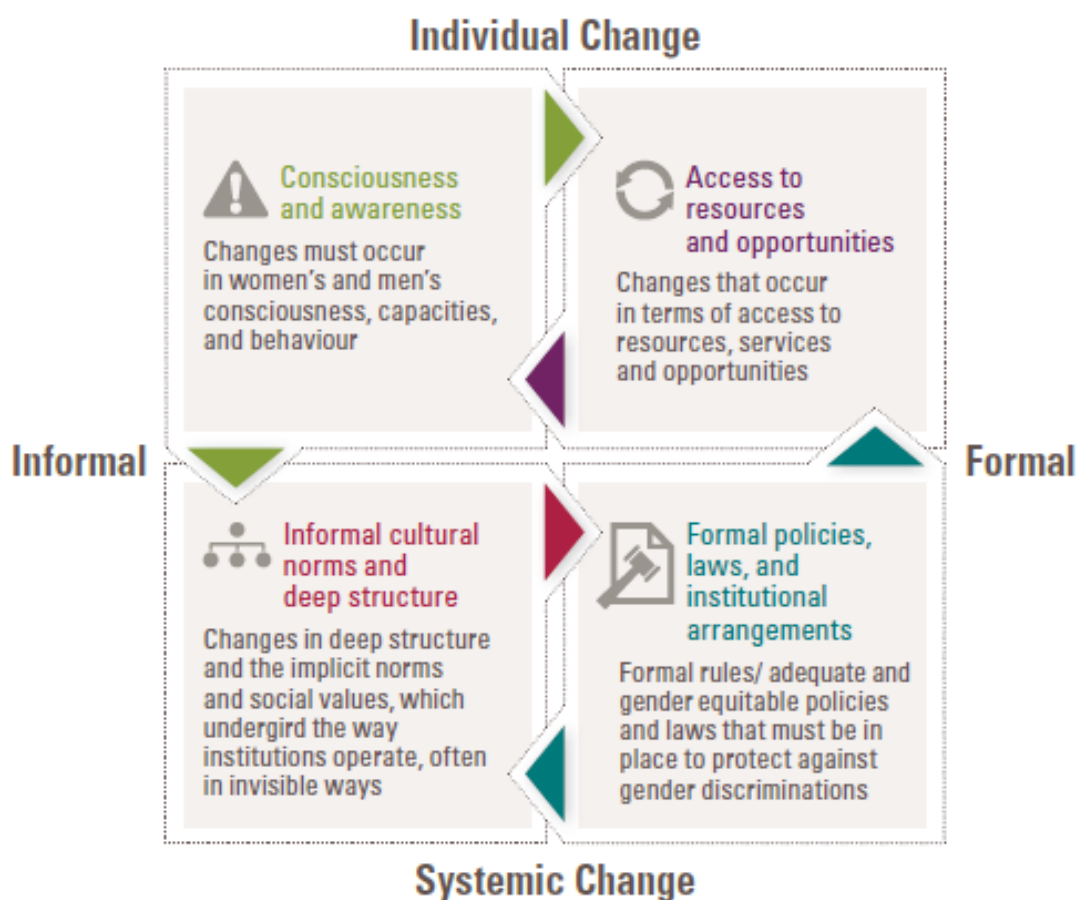 Individual Change
Consciousness
and awareness
Changes must occur
in women's and men's
consciousness, capacities,
and behaviour
Access to
resources
and opportunities
Changes that occur
in terms of access to
resources, services
and opportunities
Informal
Formal
Informal cultural
norms and
deep structure
Changes in deep structure
and the implicit norms
and social values, which
undergird the way
institutions operate, often
in invisible ways
Formal policies,
laws, and
institutional
arrangements
Formal rules/ adequate and
gender equitable policies
and laws that must be in
place to protect against
gender discriminations
Systemic Change